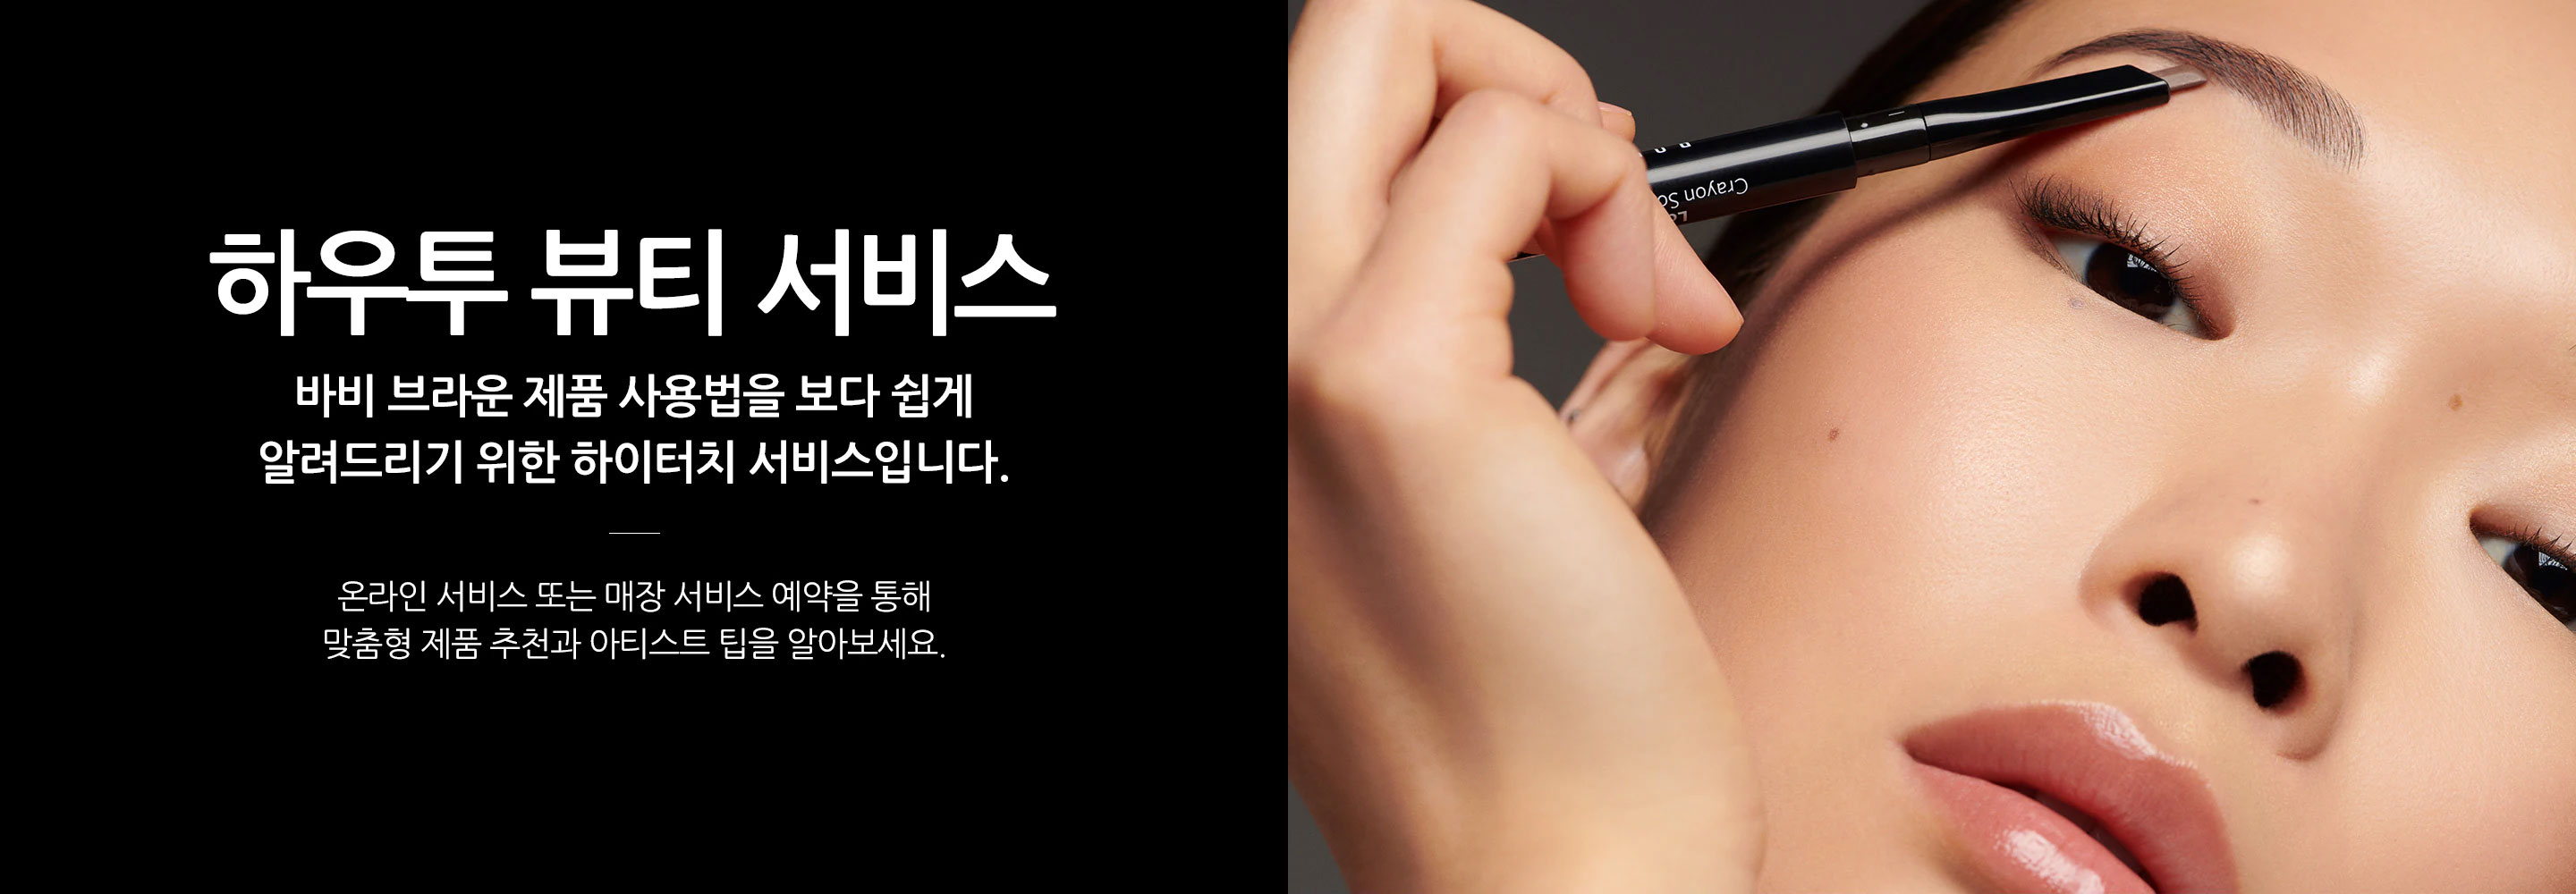 하우투 뷰티 서비스
바비 브라운 제품 사용법을 보다 쉽게
알려드리기 위한 하이터치 서비스입니다.
온라인 서비스 또는 매장 서비스 예약을 통해
맞춤형 제품 추천과 아티스트 팁을 알아보세요.
Crayon